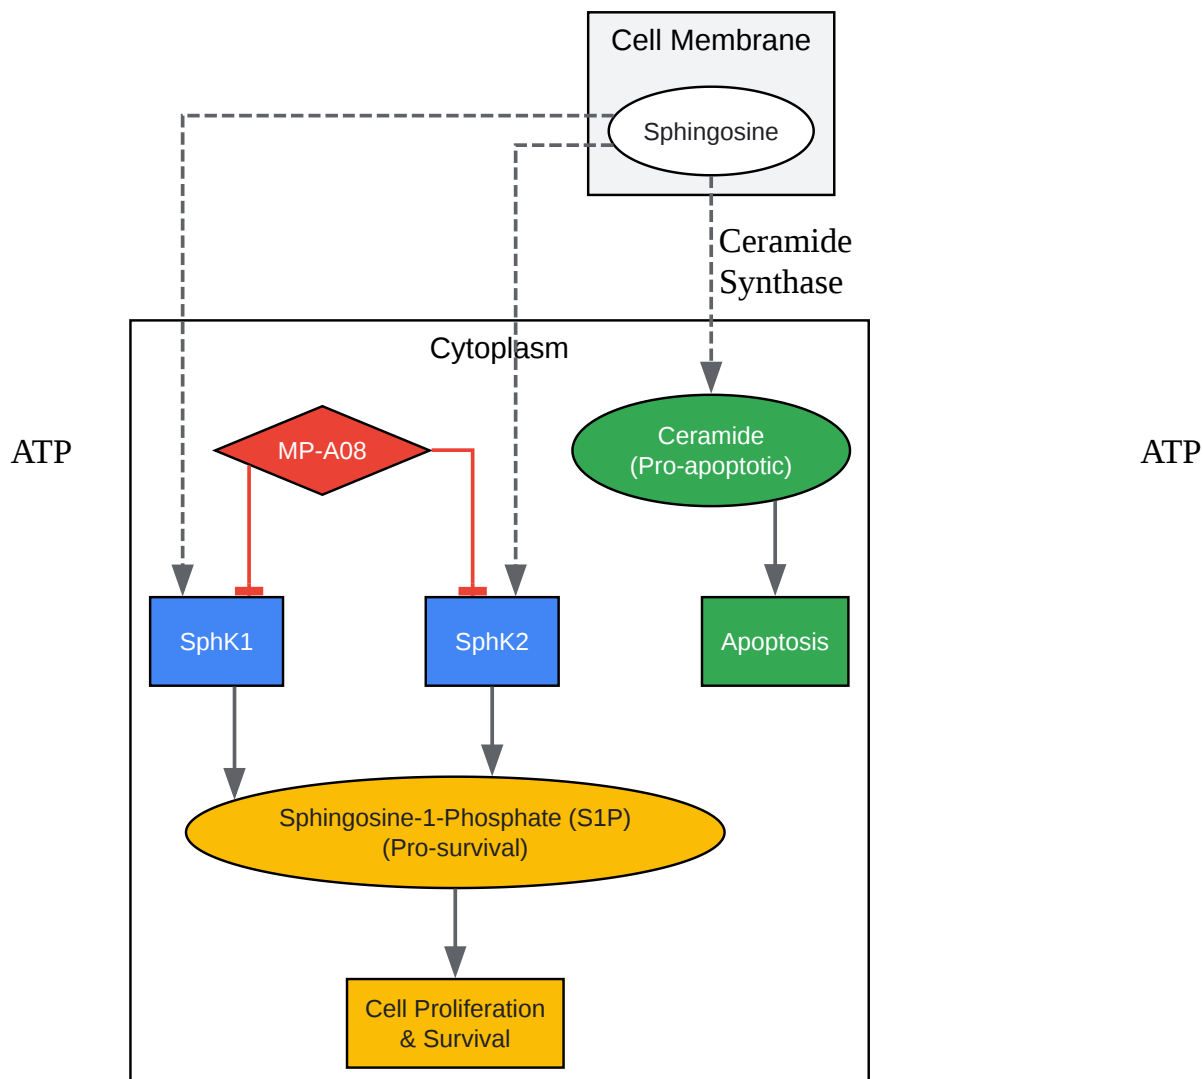 Cell Membrane
Sphingosine
Ceramide
Synthase
Cytoplasm
ATP
MP-A08
Ceramide
(Pro-apoptotic)
ATP
SphK1
SphK2
Apoptosis
Sphingosine-1-Phosphate (S1P)
(Pro-survival)
Cell Proliferation
& Survival